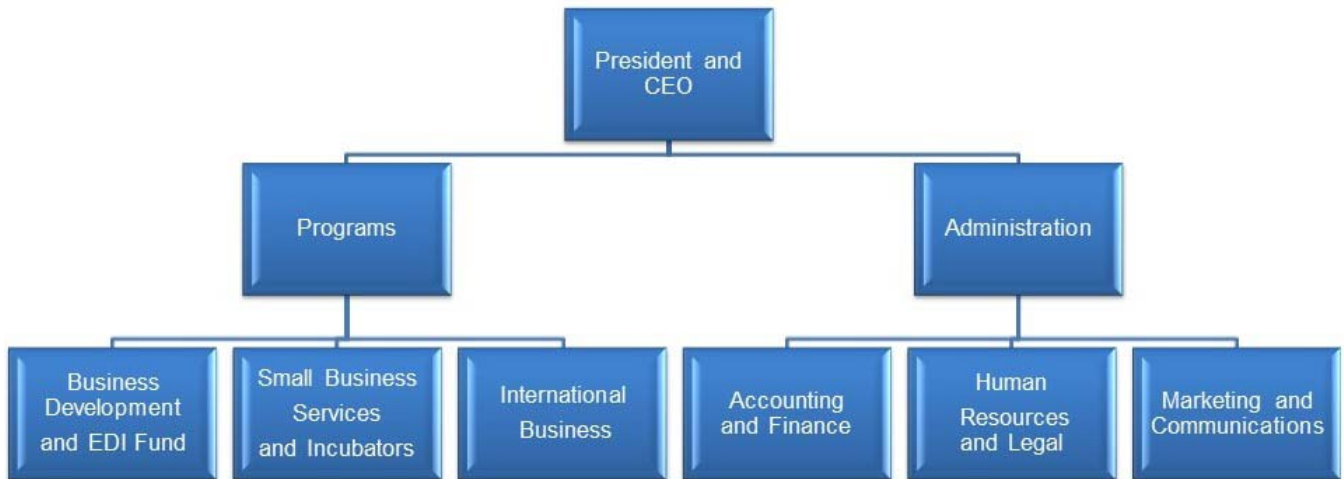 President and
CEO
Programs
Administration
Business
Development
and EDI Fund
Small Business
Services
and Incubators
International
Business
Accounting
and Finance
Human
Resources
and Legal
Marketing and
Communications